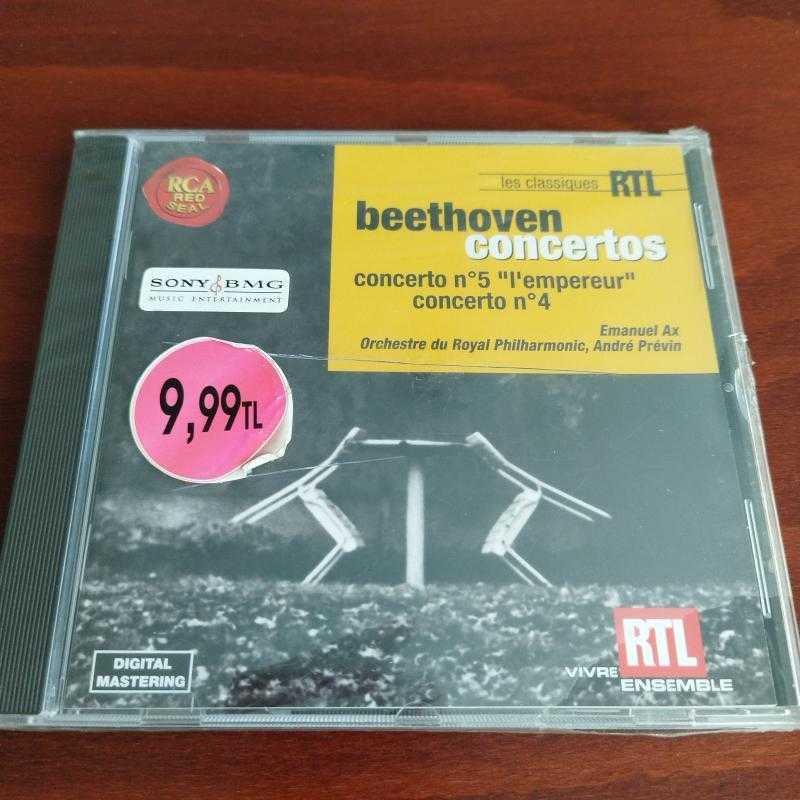 RCA
RED
SEAL
les classiques RTL
beethoven
concertos
concerto n°5 "l'empereur"
concerto n°4
Emanuel Ax
Orchestre du Royal Philharmonic, André Prévin
SONY BMG
MUSIC ENTERTAINMENT
9,99TL
DIGITAL
MASTERING
RTL
VIVRE
ENSEMBLE